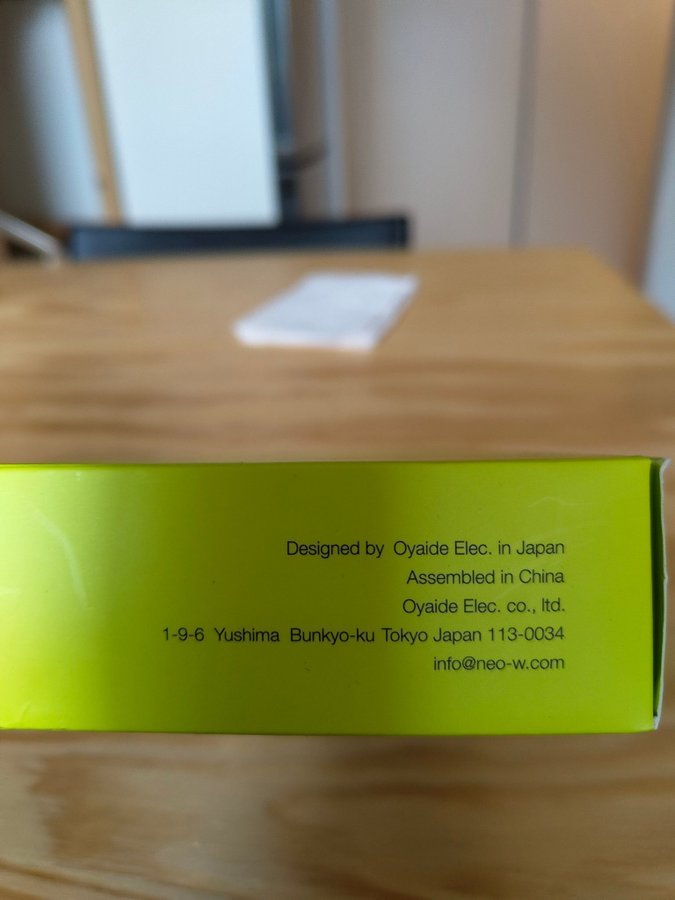 Designed by Oyaide Elec. in Japan
Assembled in China
Oyaide Elec. co., ltd.
1-9-6 Yushima Bunkyo-ku Tokyo Japan 113-0034
info@neo-w.com